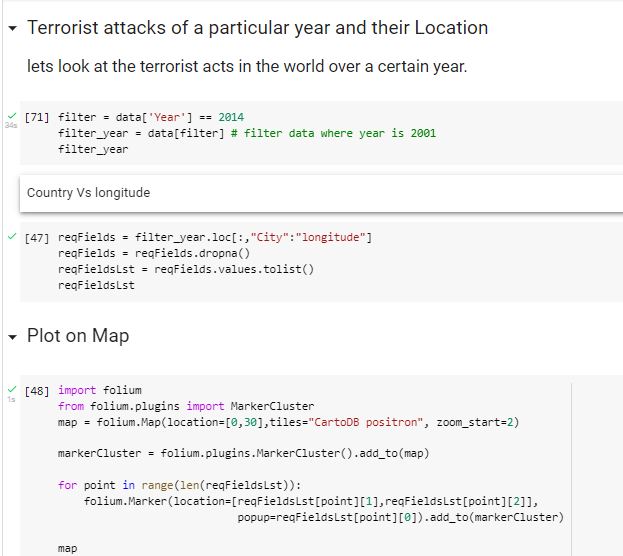 Terrorist attacks of a particular year and their Location
lets look at the terrorist acts in the world over a certain year.
[71] filter = data['Year'] == 2014
34s
filter_year = data[filter] # filter data where year is 2001
filter_year
Country Vs longitude
[47] reqFields = filter_year.loc[:,"City":"longitude"]
reqFields = reqFields.dropna()
reqFieldsLst = reqFields.values.tolist()
reqFieldsLst
Plot on Map
[48] import folium
1s
from folium.plugins import MarkerCluster
map = folium.Map(location=[0,30],tiles="CartoDB positron", zoom_start=2)
markerCluster = folium.plugins.MarkerCluster().add_to(map)
for point in range(len(reqFieldsLst)):
folium.Marker(location=[reqFieldsLst[point][1],reqFieldsLst[point][2]],
popup=reqFieldsLst[point][0]).add_to(markerCluster)
map